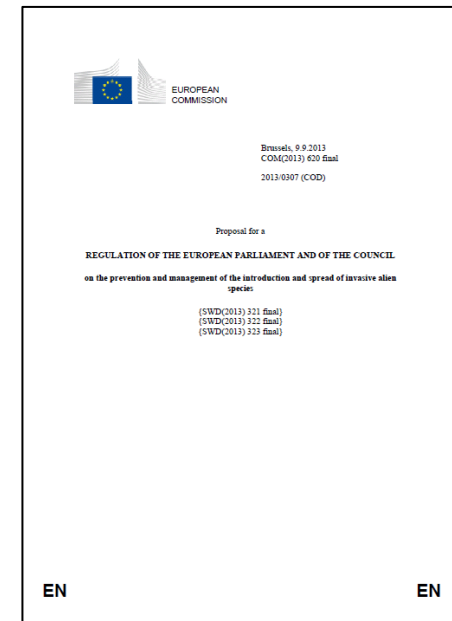 EUROPEAN
COMMISSION
Brussels, 9.9.2013
COM(2013) 620 final
2013/0307 (COD)
Proposal for a
REGULATION OF THE EUROPEAN PARLIAMENT AND OF THE COUNCIL
on the prevention and management of the introduction and spread of invasive alien
species
{SWD(2013) 321 final}
{SWD(2013) 322 final}
{SWD(2013) 323 final}
EN EN